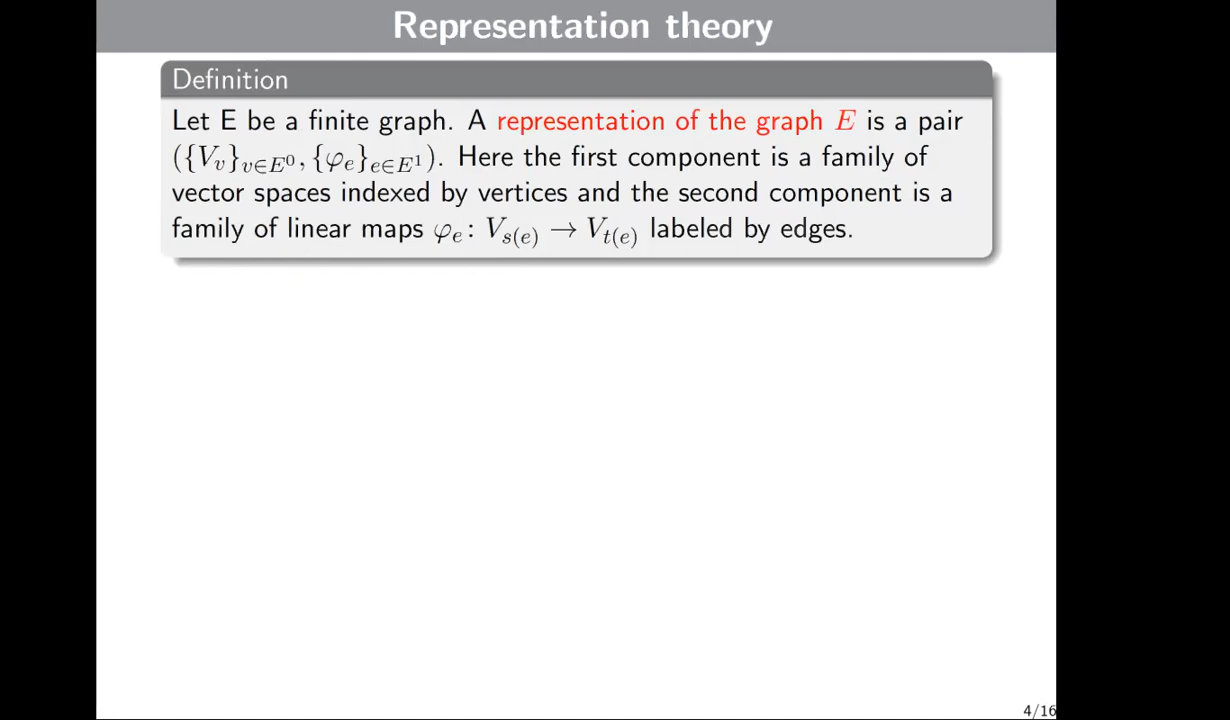 Representation theory
Definition
Let E be a finite graph. A representation of the graph E is a pair
({V_v}_{v∈E^0}, {φ_e}_{e∈E^1}). Here the first component is a family of
vector spaces indexed by vertices and the second component is a
family of linear maps φ_e: V_{s(e)} → V_{t(e)} labeled by edges.
4/16